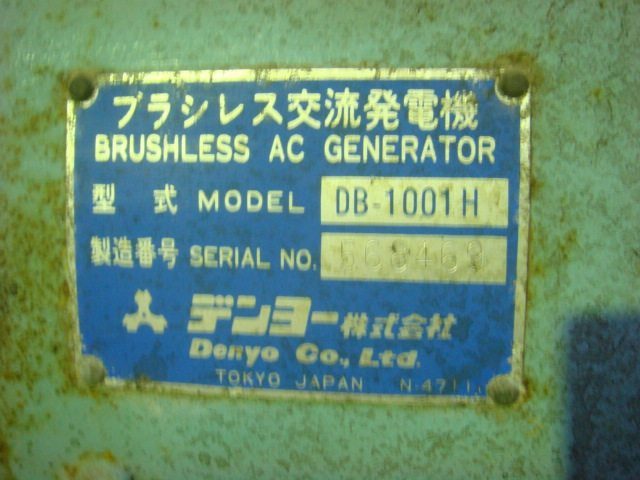 ブラシレス交流発電機
BRUSHLESS AC GENERATOR
型式 MODEL DB-1001H
製造番号 SERIAL NO.
デンヨー株式会社
Denyo Co., Ltd.
TOKYO JAPAN